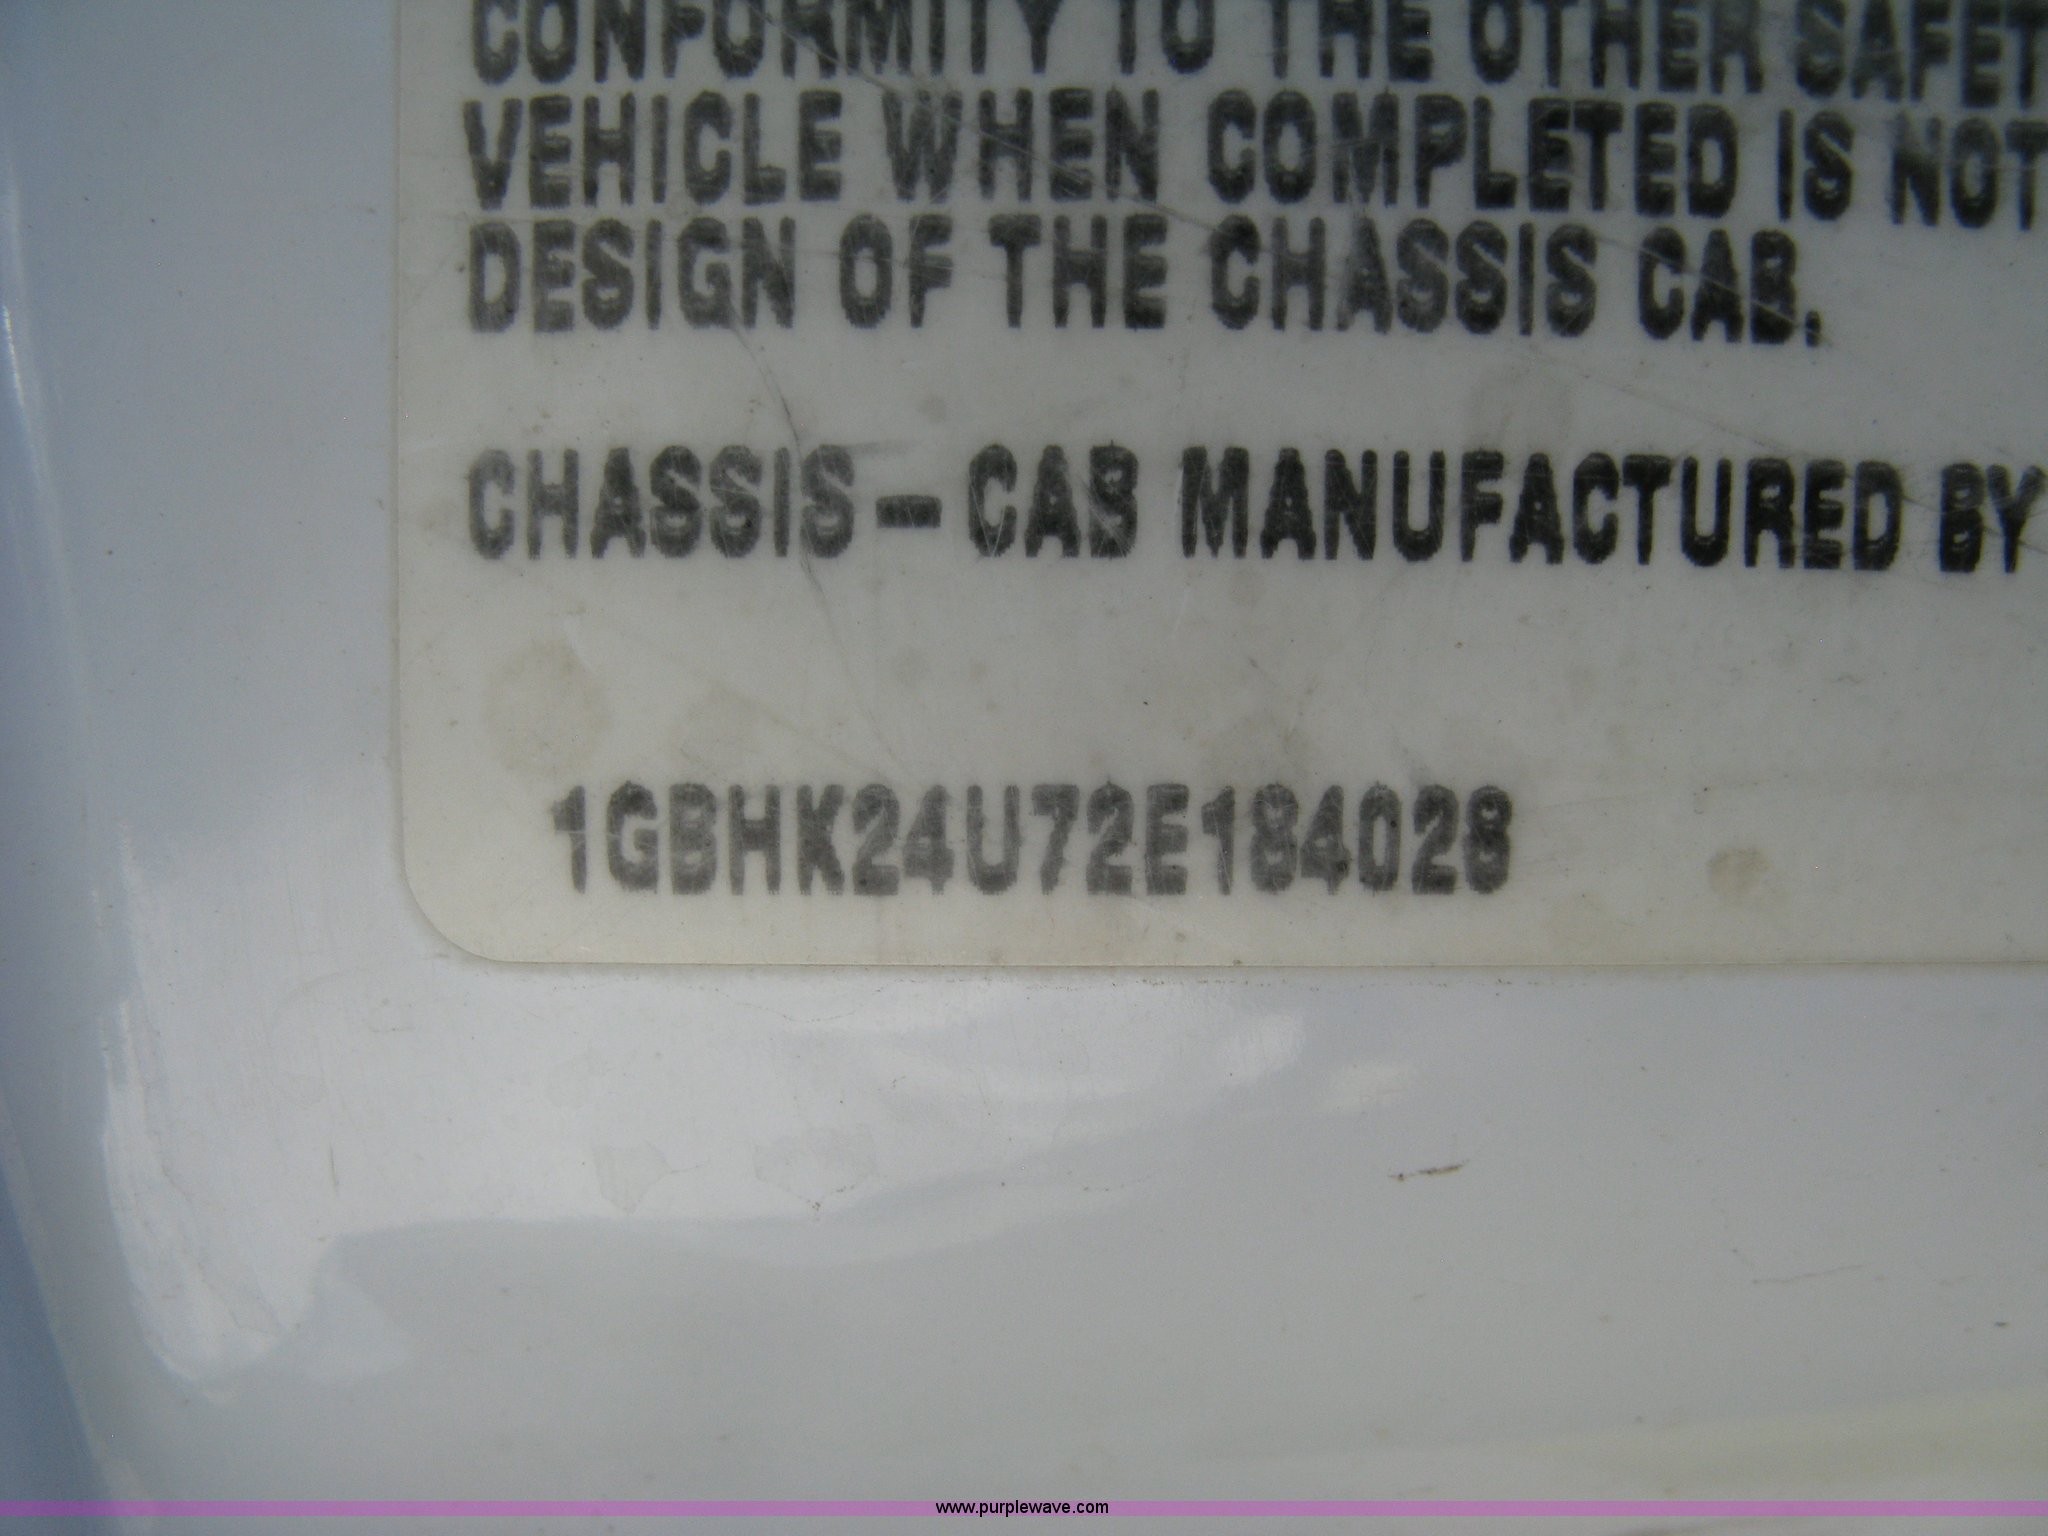 CONFORMITY TO THE OTHER SAFET
VEHICLE WHEN COMPLETED IS NOT
DESIGN OF THE CHASSIS CAB.
CHASSIS-CAB MANUFACTURED BY
1GBHK24U72E184028
www.purplewave.com